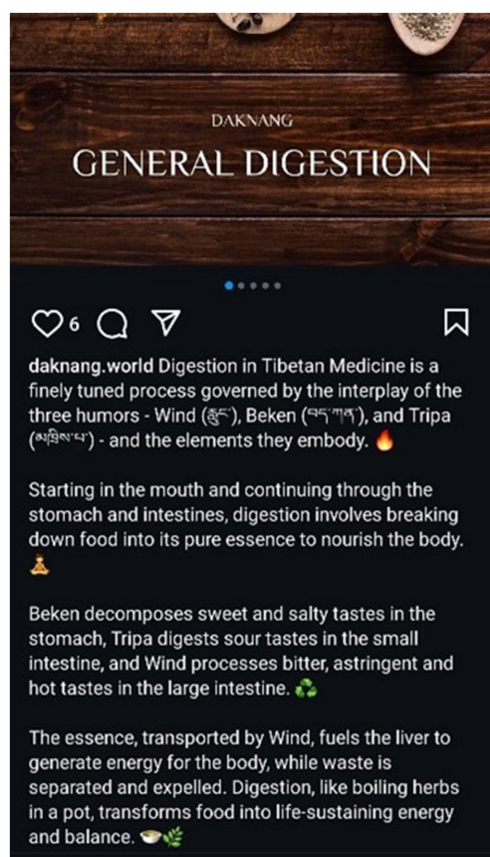 DAKNANG
GENERAL DIGESTION
6
daknang.world Digestion in Tibetan Medicine is a
finely tuned process governed by the interplay of the
three humors - Wind (རླུང་), Beken (བད་ཀན་), and Tripa
(མཁྲིས་པ་) - and the elements they embody. 🔥
Starting in the mouth and continuing through the
stomach and intestines, digestion involves breaking
down food into its pure essence to nourish the body.
🧘
Beken decomposes sweet and salty tastes in the
stomach, Tripa digests sour tastes in the small
intestine, and Wind processes bitter, astringent and
hot tastes in the large intestine. ♻️
The essence, transported by Wind, fuels the liver to
generate energy for the body, while waste is
separated and expelled. Digestion, like boiling herbs
in a pot, transforms food into life-sustaining energy
and balance. 🍲🌿